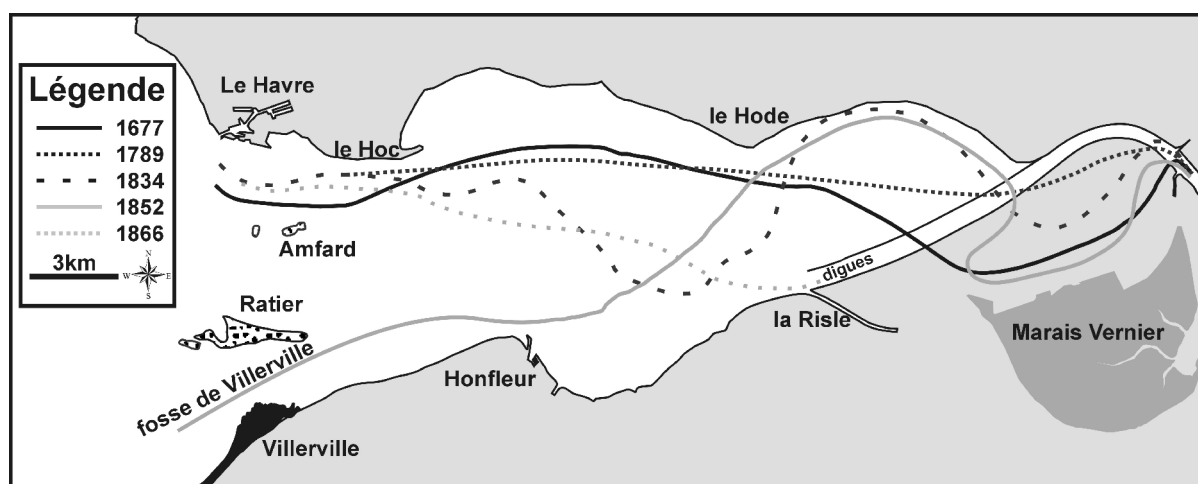 Légende
1677
1789
1834
1852
1866
3km
N
W E
S
Le Havre
le Hoc
le Hode
Amfard
Ratier
digues
la Risle
Marais Vernier
Honfleur
fosse de Villerville
Villerville